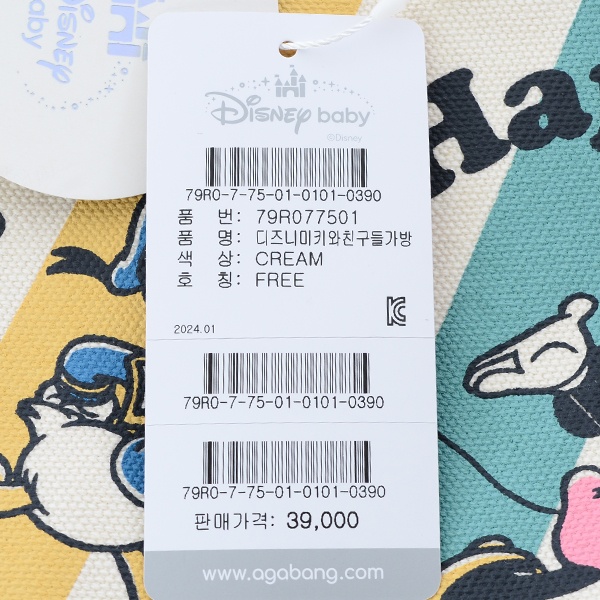 DISNEY
baby
Disney baby
©Disney
79R0-7-75-01-0101-0390
품 번: 79R077501
품 명: 디즈니미키와친구들가방
색 상: CREAM
호 칭: FREE
2024.01
79R0-7-75-01-0101-0390
79R0-7-75-01-0101-0390
판매가격: 39,000
www.agabang.com